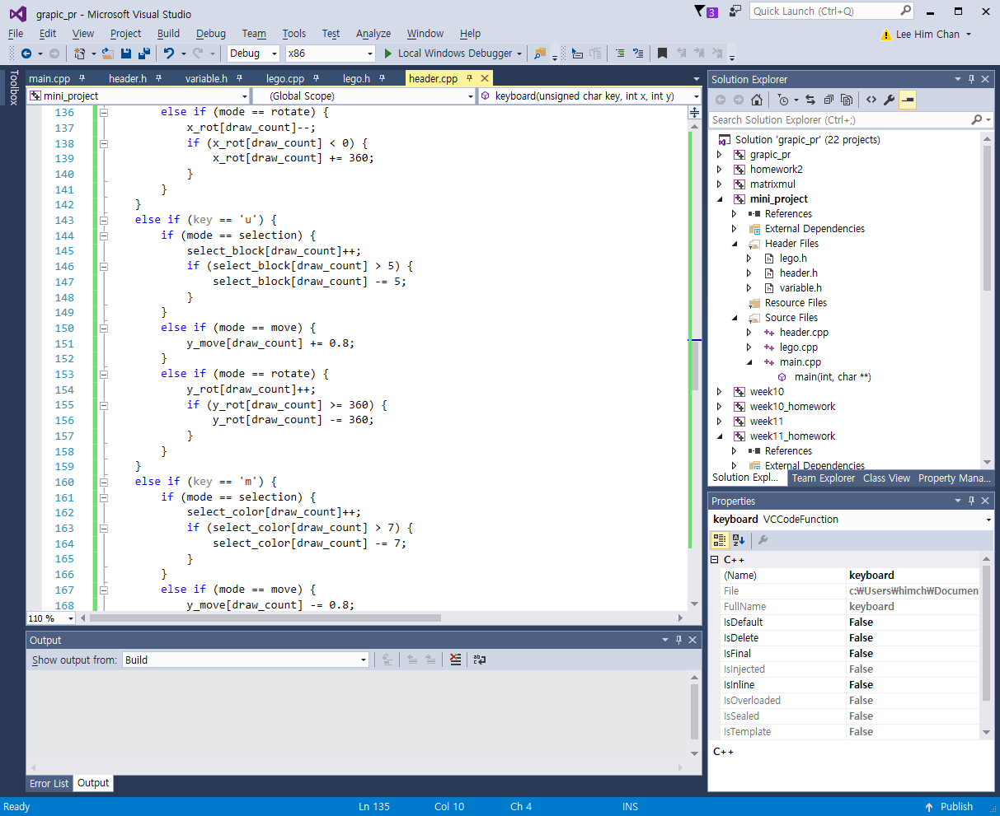 grapic_pr - Microsoft Visual Studio
3
Quick Launch (Ctrl+Q)
File Edit View Project Build Debug Team Tools Test Analyze Window Help
Lee Him Chan
Debug x86 Local Windows Debugger
Toolbox
main.cpp header.h variable.h lego.cpp lego.h header.cpp
mini_project (Global Scope) keyboard(unsigned char key, int x, int y)
136 else if (mode == rotate) {
137 x_rot[draw_count]--;
138 if (x_rot[draw_count] < 0) {
139 x_rot[draw_count] += 360;
140 }
141 }
142 }
143 else if (key == 'u') {
144 if (mode == selection) {
145 select_block[draw_count]++;
146 if (select_block[draw_count] > 5) {
147 select_block[draw_count] -= 5;
148 }
149 }
150 else if (mode == move) {
151 y_move[draw_count] += 0.8;
152 }
153 else if (mode == rotate) {
154 y_rot[draw_count]++;
155 if (y_rot[draw_count] >= 360) {
156 y_rot[draw_count] -= 360;
157 }
158 }
159 }
160 else if (key == 'm') {
161 if (mode == selection) {
162 select_color[draw_count]++;
163 if (select_color[draw_count] > 7) {
164 select_color[draw_count] -= 7;
165 }
166 }
167 else if (mode == move) {
168 y_move[draw_count] -= 0.8;
110 %
Output
Show output from: Build
Error List Output
Solution Explorer
Search Solution Explorer (Ctrl+;)
Solution 'grapic_pr' (22 projects)
grapic_pr
homework2
matrixmul
mini_project
References
External Dependencies
Header Files
lego.h
header.h
variable.h
Resource Files
Source Files
header.cpp
lego.cpp
main.cpp
main(int, char **)
week10
week10_homework
week11
week11_homework
References
External Dependencies
Solution Expl... Team Explorer Class View Property Mana...
Properties
keyboard VCCodeFunction
C++
(Name) keyboard
File c:₩Users₩himch₩Documen
FullName keyboard
IsDefault False
IsDelete False
IsFinal False
IsInjected False
IsInline False
IsOverloaded False
IsSealed False
IsTemplate False
C++
Ready Ln 135 Col 10 Ch 4 INS Publish